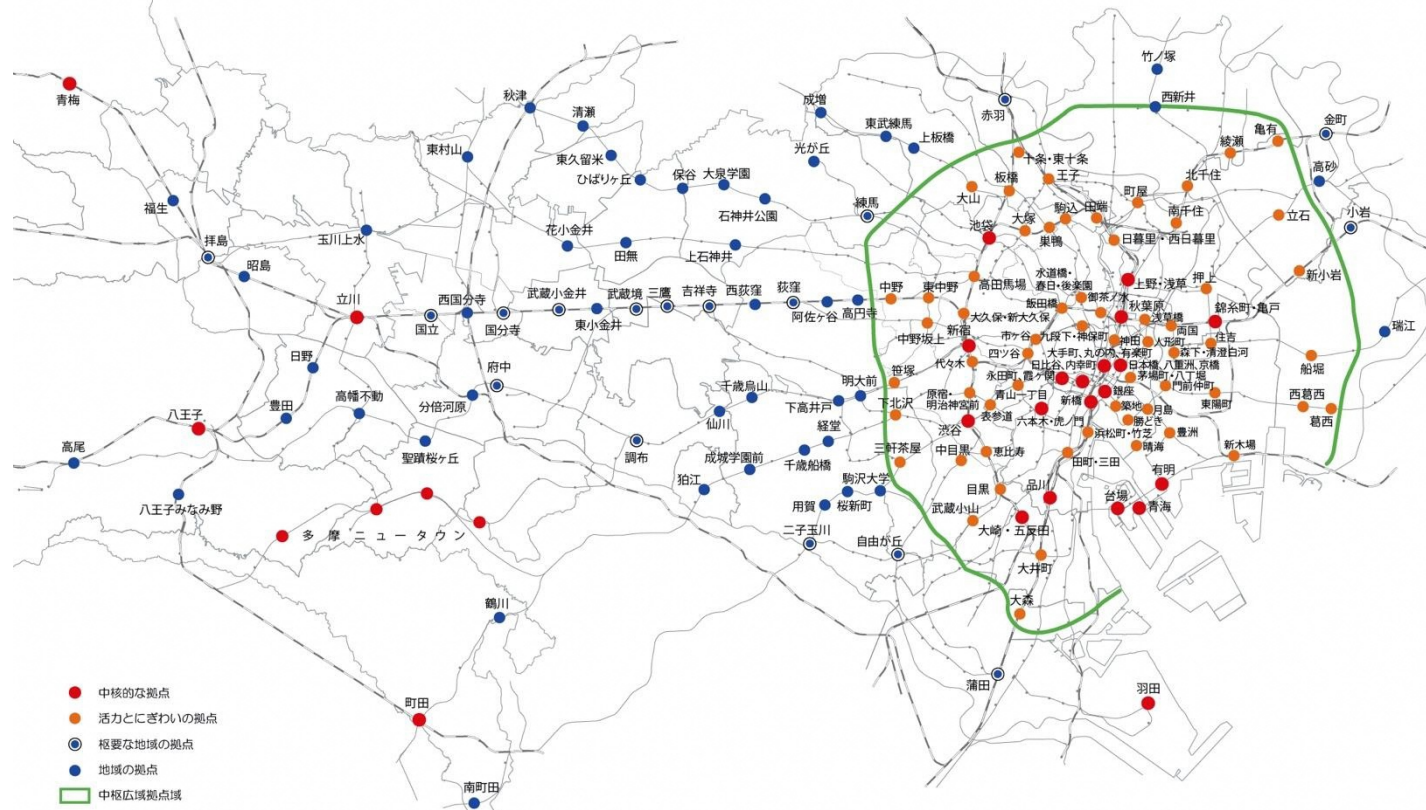 竹ノ塚
西新井
青梅
秋津
清瀬
成増
赤羽
亀有
金町
東武練馬
上板橋
綾瀬
東村山
東久留米
光が丘
十条・東十条
高砂
ひばりヶ丘
保谷
大泉学園
板橋
王子
北千住
福生
石神井公園
練馬
大山
町屋
駒込
田端
南千住
立石
小岩
大塚
池袋
巣鴨
日暮里・西日暮里
拝島
玉川上水
花小金井
田無
上石神井
昭島
水道橋・
春日・後楽園
高田馬場
上野・浅草
押上
新小岩
立川
西国分寺
武蔵小金井
武蔵境
三鷹
吉祥寺
西荻窪
荻窪
中野
東中野
御茶ノ水
飯田橋
秋葉原
錦糸町・亀戸
国立
国分寺
東小金井
阿佐ヶ谷
高円寺
大久保・新大久保
浅草橋
両国
瑞江
中野坂上
新宿
市ヶ谷
九段下・神保町
神田
人形町
住吉
四ツ谷
大手町、丸の内、有楽町
森下・清澄白河
日野
府中
代々木
日比谷、内幸町
日本橋、八重洲、京橋
船堀
笹塚
永田町、霞ヶ関
茅場町・八丁堀
千歳烏山
明大前
豊田
高幡不動
分倍河原
下高井戸
下北沢
原宿・
明治神宮前
青山一丁目
新橋
銀座
門前仲町
東陽町
西葛西
葛西
八王子
仙川
経堂
表参道
六本木・虎ノ門
築地
月島
勝どき
渋谷
高尾
聖蹟桜ヶ丘
調布
成城学園前
千歳船橋
三軒茶屋
中目黒
恵比寿
浜松町・竹芝
晴海
豊洲
新木場
田町・三田
狛江
駒沢大学
有明
八王子みなみ野
用賀
桜新町
目黒
品川
台場
青海
武蔵小山
多摩ニュータウン
二子玉川
自由が丘
大崎・五反田
大井町
鶴川
大森
蒲田
羽田
中核的な拠点
町田
活力とにぎわいの拠点
枢要な地域の拠点
地域の拠点
南町田
中枢広域拠点域